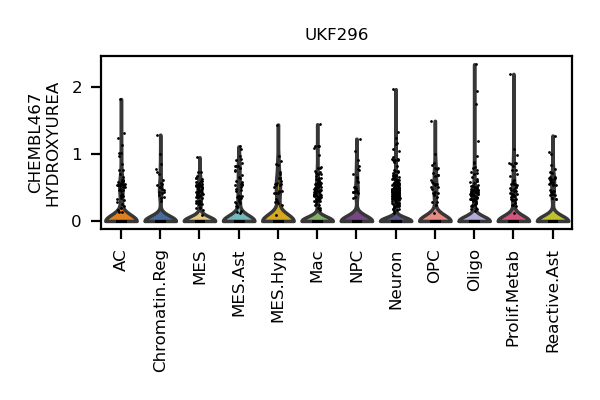 UKF296
CHEMBL467
HYDROXYUREA
2
1
0
AC
Chromatin.Reg
MES
MES.Ast
MES.Hyp
Mac
NPC
Neuron
OPC
Oligo
Prolif.Metab
Reactive.Ast